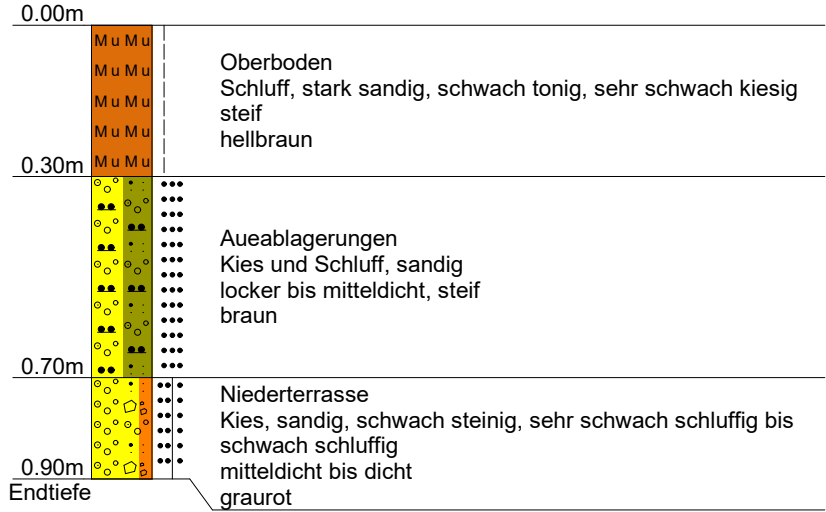 0.00m
Mu Mu
Mu Mu
Mu Mu
Mu Mu
Mu Mu
Oberboden
Schluff, stark sandig, schwach tonig, sehr schwach kiesig
steif
hellbraun
0.30m
Aueablagerungen
Kies und Schluff, sandig
locker bis mitteldicht, steif
braun
0.70m
Niederterrasse
Kies, sandig, schwach steinig, sehr schwach schluffig bis
schwach schluffig
mitteldicht bis dicht
graurot
0.90m
Endtiefe